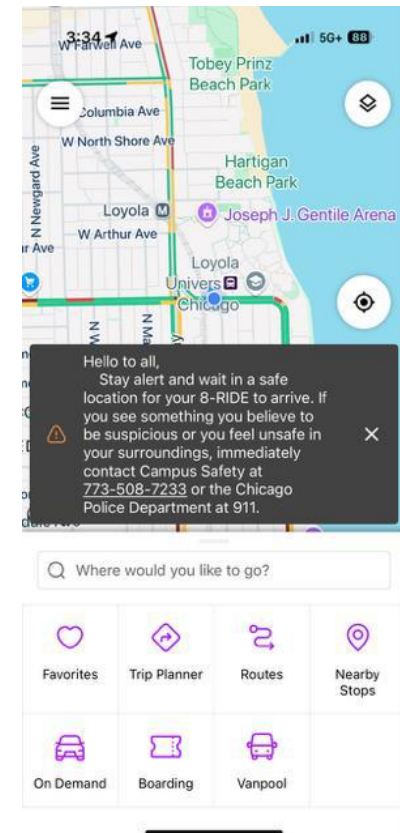 3:34
5G+ 88
W Farwell Ave
Tobey Prinz
Beach Park
Columbia Ave
W North Shore Ave
N Newgard Ave
Hartigan
Beach Park
Loyola M
Joseph J. Gentile Arena
W Arthur Ave
Loyola
Univers
Chicago
Hello to all,
Stay alert and wait in a safe
location for your 8-RIDE to arrive. If
you see something you believe to
be suspicious or you feel unsafe in
your surroundings, immediately
contact Campus Safety at
773-508-7233 or the Chicago
Police Department at 911.
Where would you like to go?
Favorites
Trip Planner
Routes
Nearby
Stops
On Demand
Boarding
Vanpool